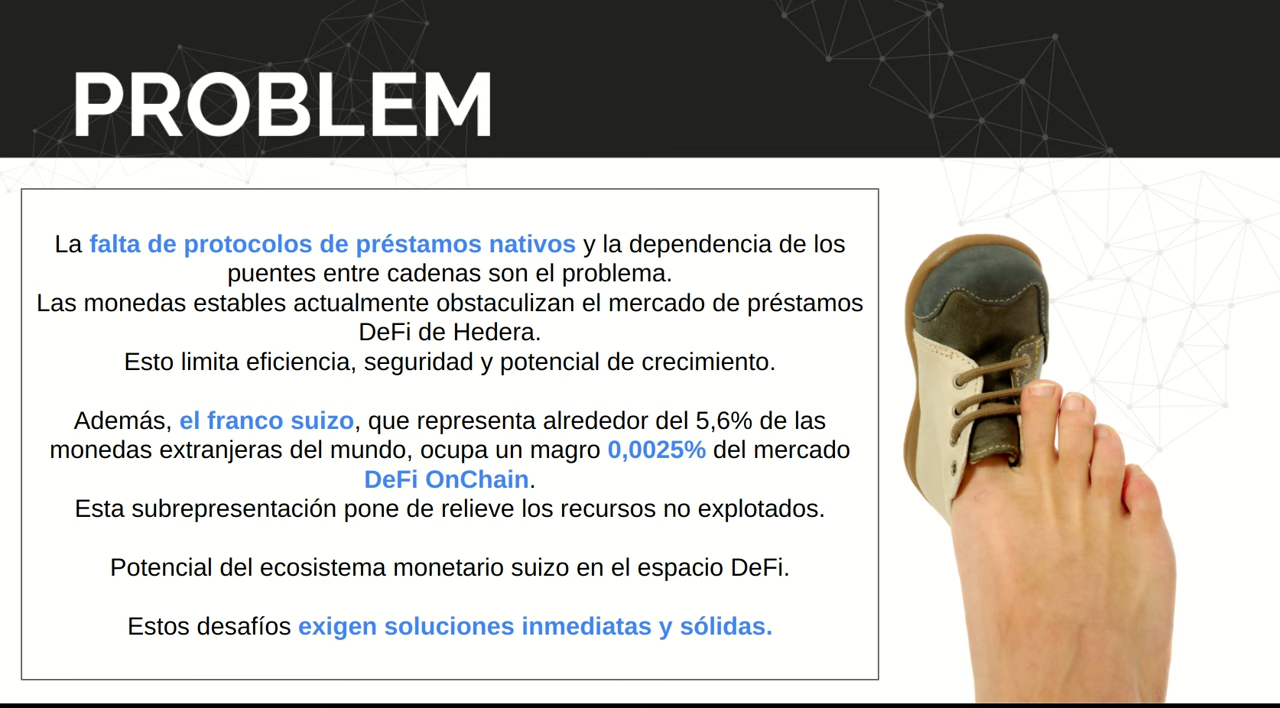 PROBLEM
La falta de protocolos de préstamos nativos y la dependencia de los
puentes entre cadenas son el problema.
Las monedas estables actualmente obstaculizan el mercado de préstamos
DeFi de Hedera.
Esto limita eficiencia, seguridad y potencial de crecimiento.
Además, el franco suizo, que representa alrededor del 5,6% de las
monedas extranjeras del mundo, ocupa un magro 0,0025% del mercado
DeFi OnChain.
Esta subrepresentación pone de relieve los recursos no explotados.
Potencial del ecosistema monetario suizo en el espacio DeFi.
Estos desafíos exigen soluciones inmediatas y sólidas.